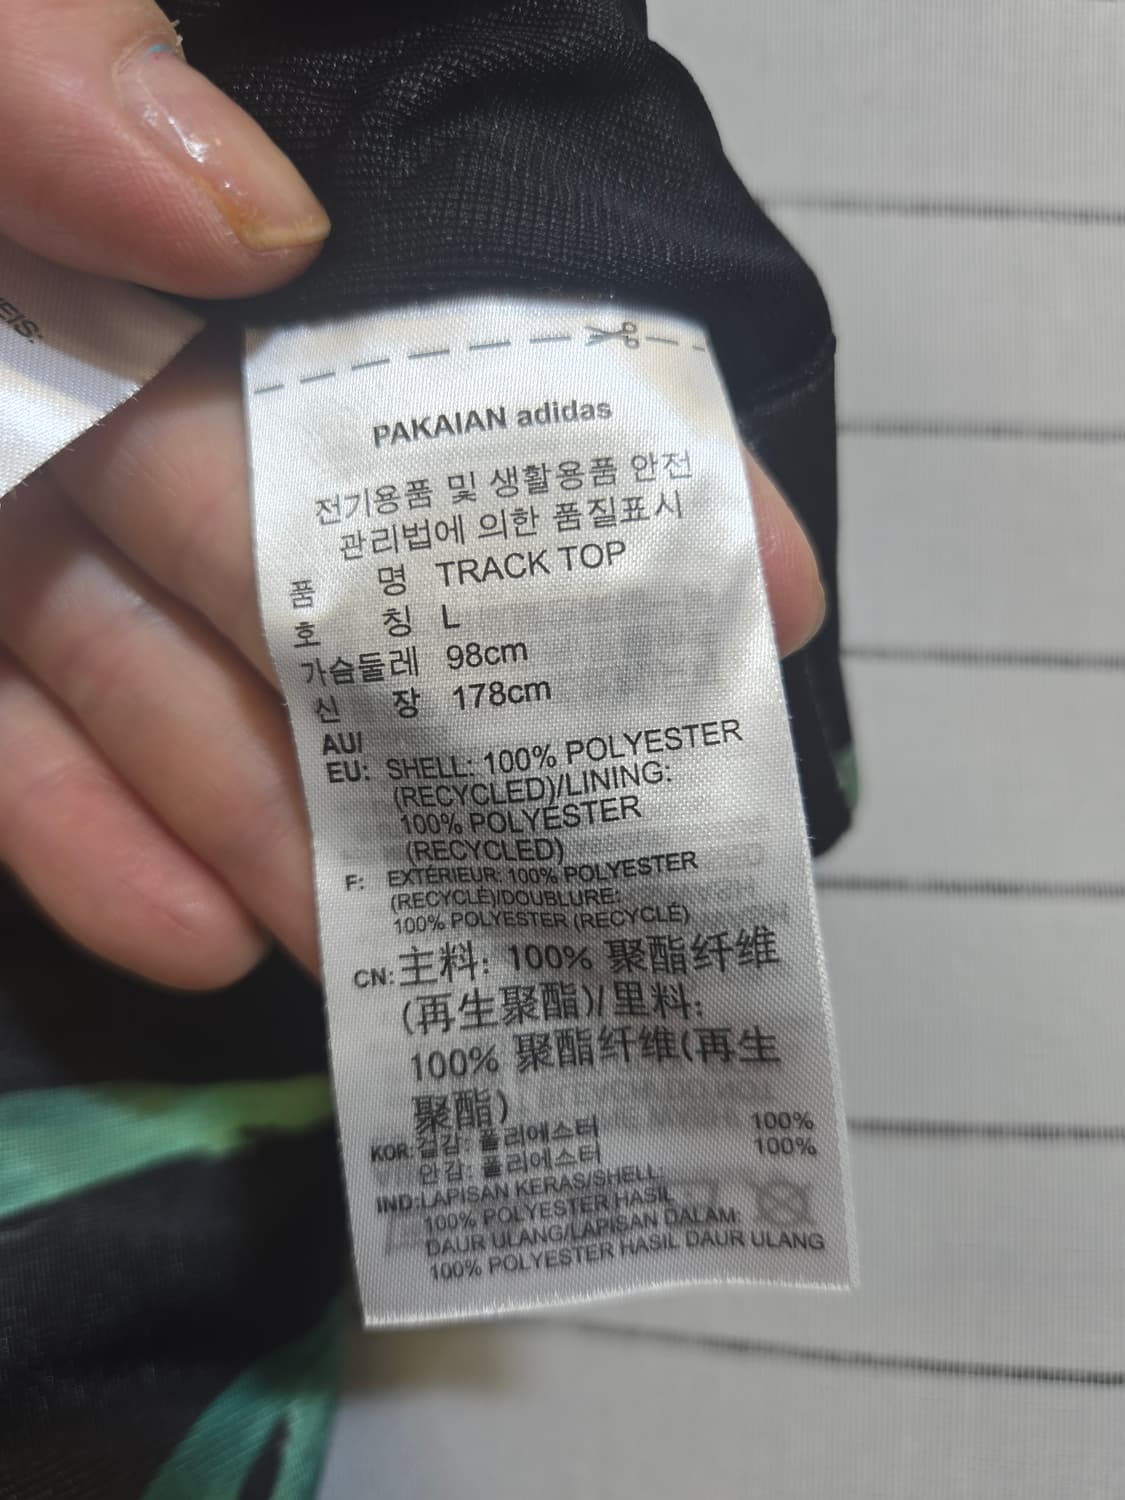 EIS:
PAKAIAN adidas
전기용품 및 생활용품 안전
관리법에 의한 품질표시
품 명 TRACK TOP
호 칭 L
가슴둘레 98cm
신 장 178cm
AU/
EU: SHELL: 100% POLYESTER
(RECYCLED)/LINING:
100% POLYESTER
(RECYCLED)
F: EXTÉRIEUR: 100% POLYESTER
(RECYCLÉ)/DOUBLURE:
100% POLYESTER (RECYCLÉ)
CN: 主料: 100% 聚酯纤维
(再生聚酯)/里料:
100% 聚酯纤维(再生
聚酯)
KOR: 겉감: 폴리에스터 100%
안감: 폴리에스터 100%
IND: LAPISAN KERAS/SHELL:
100% POLYESTER HASIL
DAUR ULANG/LAPISAN DALAM:
100% POLYESTER HASIL DAUR ULANG